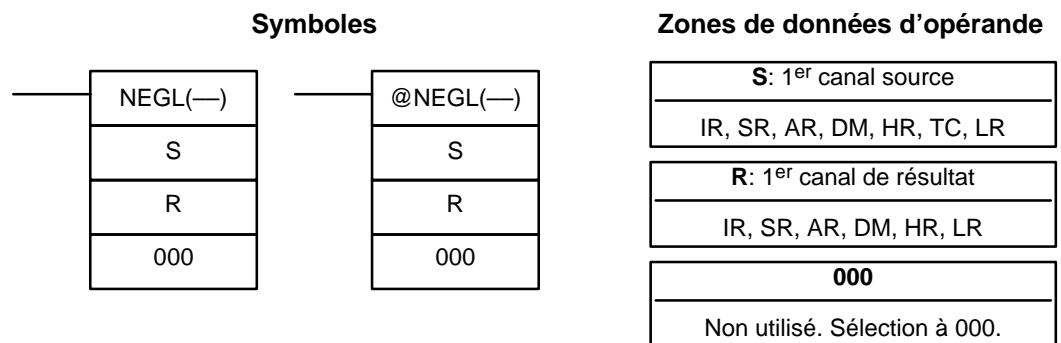 Symboles
NEGL(––)
S
R
000
@NEGL(––)
S
R
000
Zones de données d’opérande
S: 1er canal source
IR, SR, AR, DM, HR, TC, LR
R: 1er canal de résultat
IR, SR, AR, DM, HR, LR
000
Non utilisé. Sélection à 000.